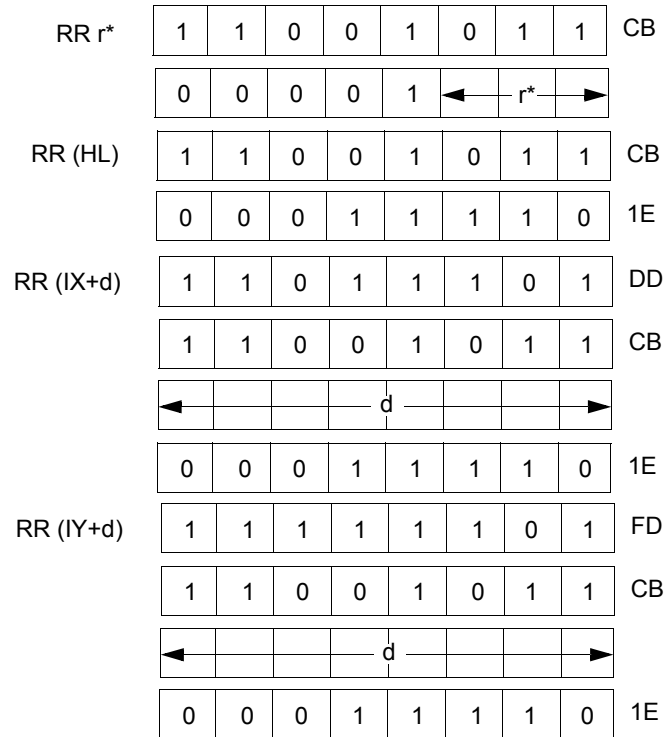 RR r* 1 1 0 0 1 0 1 1 CB
0 0 0 0 1 r*
RR (HL) 1 1 0 0 1 0 1 1 CB
0 0 0 1 1 1 1 0 1E
RR (IX+d) 1 1 0 1 1 1 0 1 DD
1 1 0 0 1 0 1 1 CB
d
0 0 0 1 1 1 1 0 1E
RR (IY+d) 1 1 1 1 1 1 0 1 FD
1 1 0 0 1 0 1 1 CB
d
0 0 0 1 1 1 1 0 1E